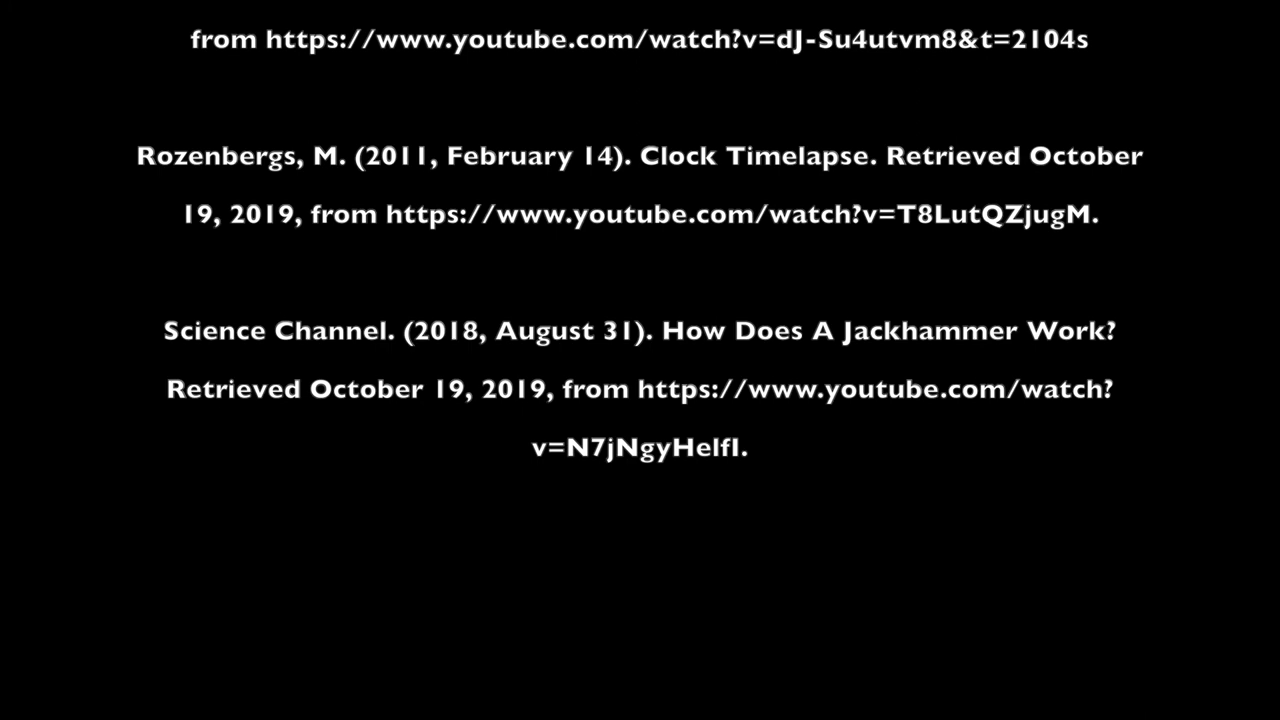 from https://www.youtube.com/watch?v=dJ-Su4utvm8&t=2104s
Rozenbergs, M. (2011, February 14). Clock Timelapse. Retrieved October
19, 2019, from https://www.youtube.com/watch?v=T8LutQZjugM.
Science Channel. (2018, August 31). How Does A Jackhammer Work?
Retrieved October 19, 2019, from https://www.youtube.com/watch?
v=N7jNgyHelfI.